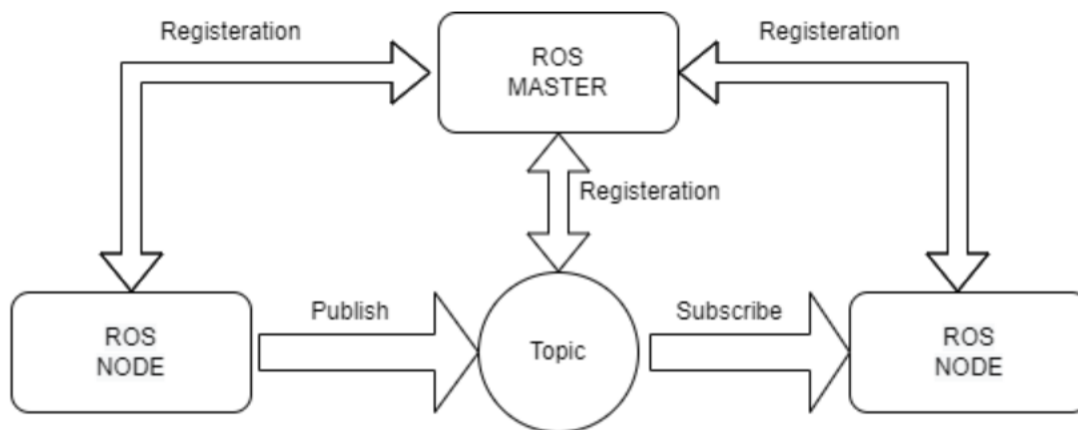 Registeration
ROS
MASTER
Registeration
Registeration
ROS
NODE
Publish
Topic
Subscribe
ROS
NODE